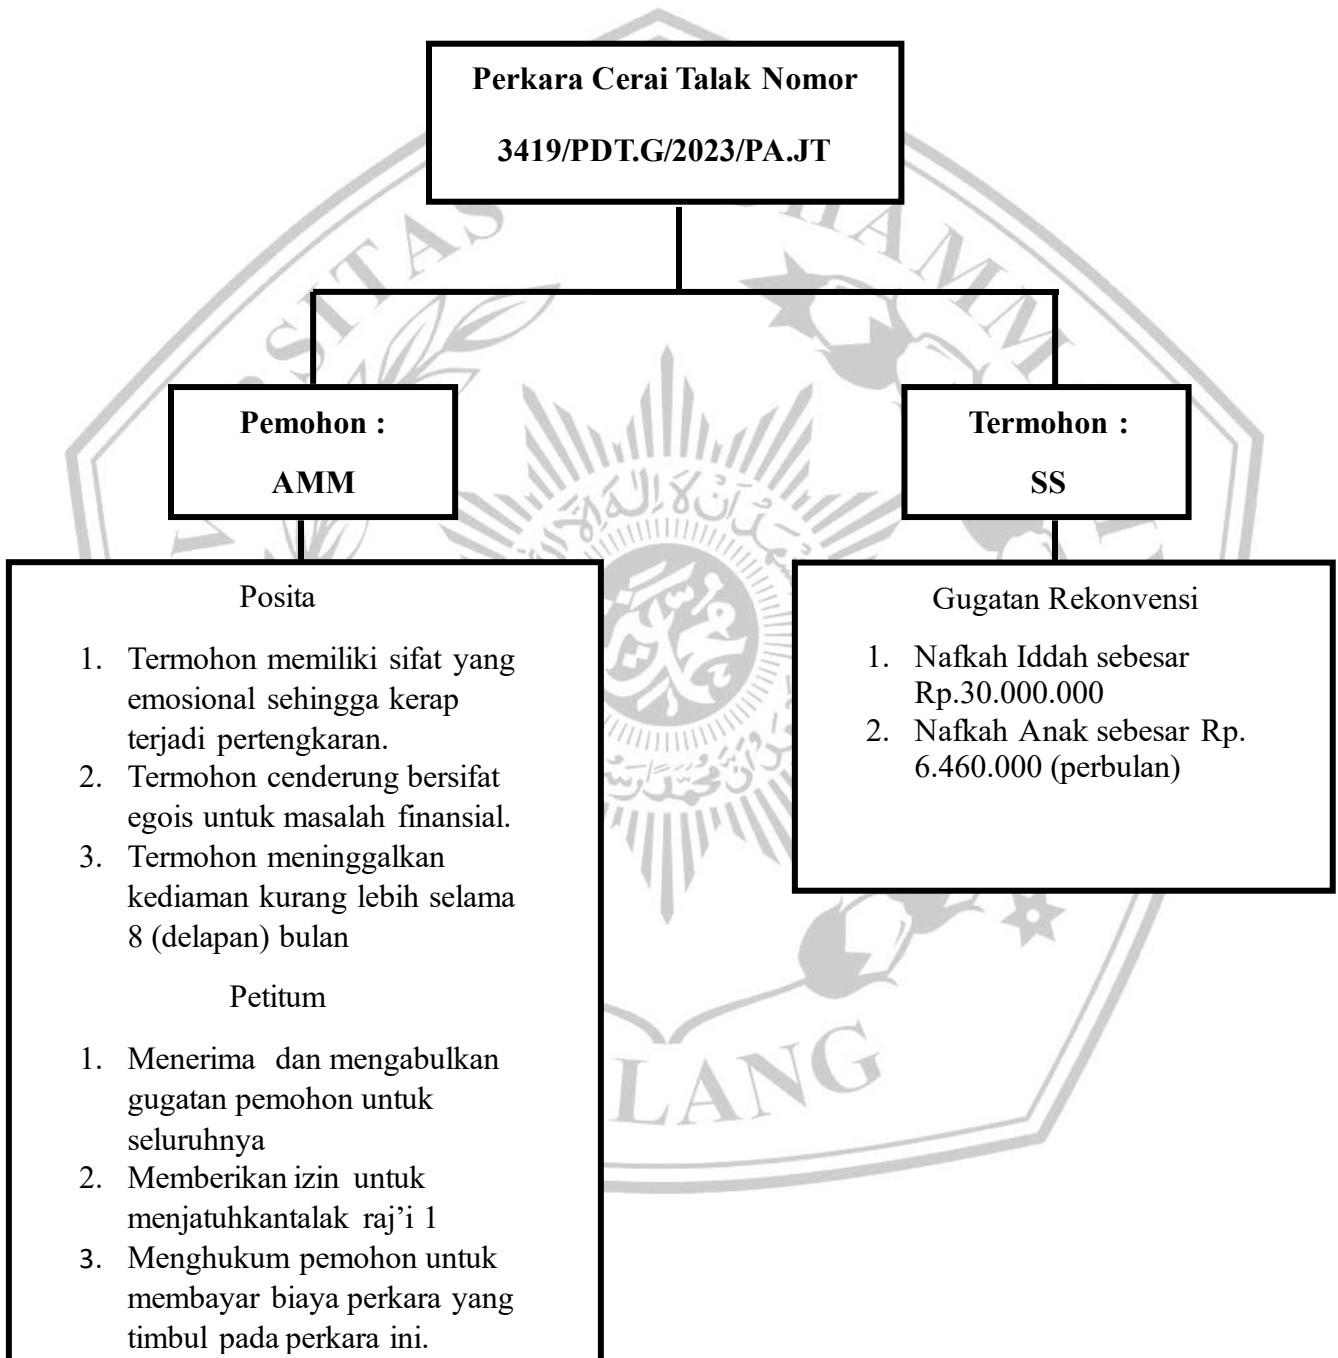 Perkara Cerai Talak Nomor
3419/PDT.G/2023/PA.JT
Pemohon :
AMM
Termohon :
SS
Posita
1. Termohon memiliki sifat yang
emosional sehingga kerap
terjadi pertengkaran.
2. Termohon cenderung bersifat
egois untuk masalah finansial.
3. Termohon meninggalkan
kediaman kurang lebih selama
8 (delapan) bulan
Petitum
1. Menerima dan mengabulkan
gugatan pemohon untuk
seluruhnya
2. Memberikan izin untuk
menjatuhkantalak raj’i 1
3. Menghukum pemohon untuk
membayar biaya perkara yang
timbul pada perkara ini.
Gugatan Rekonvensi
1. Nafkah Iddah sebesar
Rp.30.000.000
2. Nafkah Anak sebesar Rp.
6.460.000 (perbulan)
SITAS
HAMM
LANG